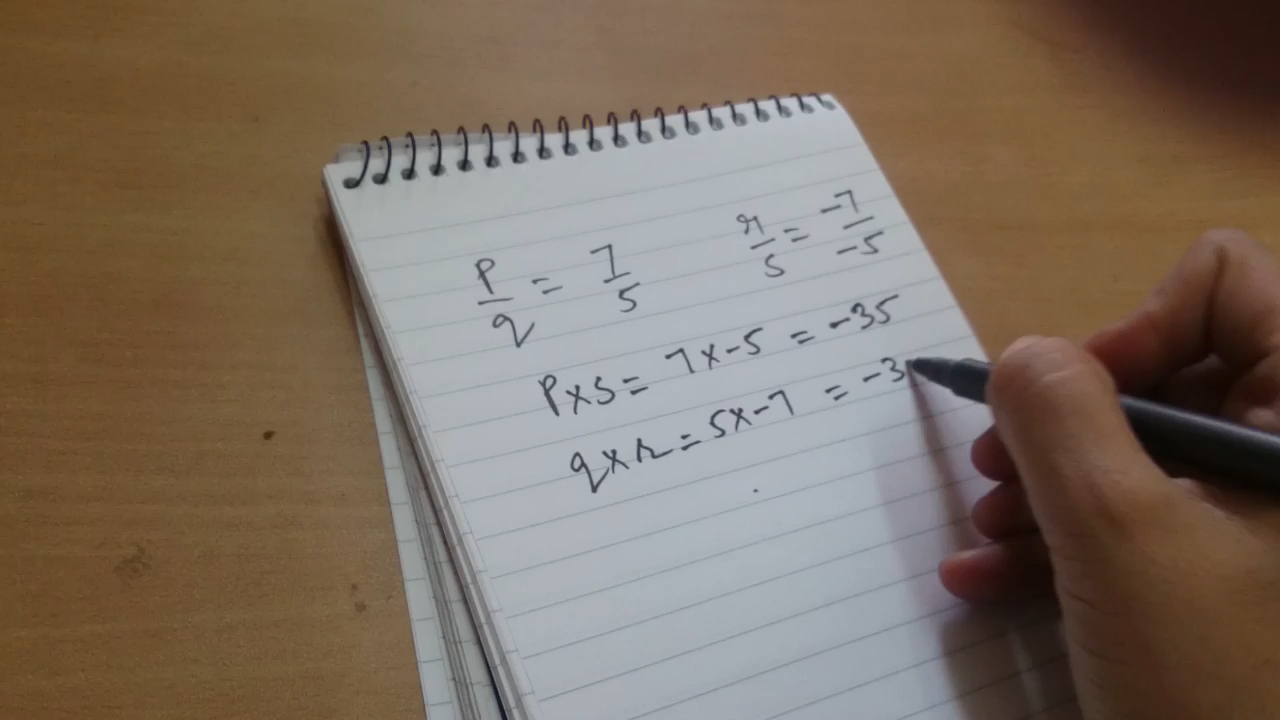 p/q = 7/5 r/s = -7/-5
p×s = 7×-5 = -35
q×r = 5×-7 = -3